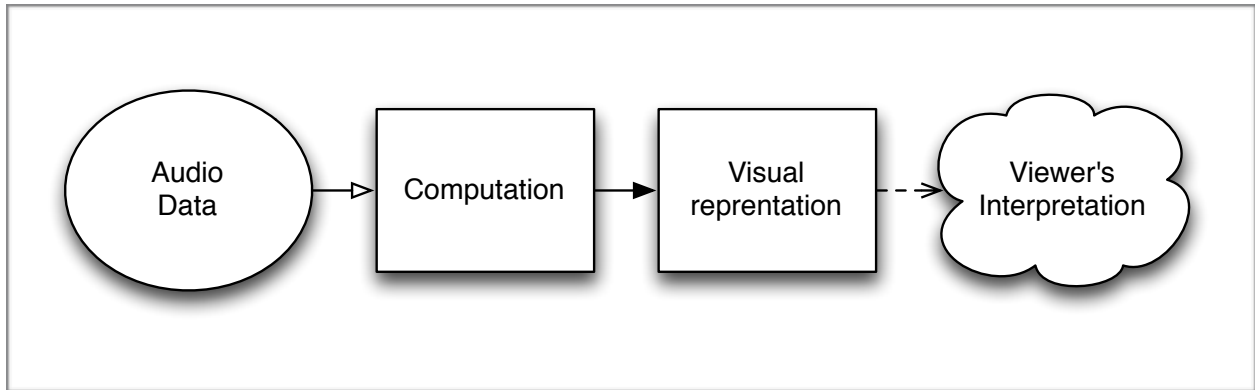 Audio
Data
Computation
Visual
reprentation
Viewer's
Interpretation